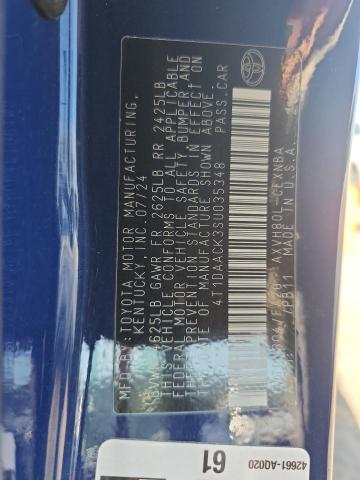 MFD. BY: TOYOTA MOTOR MANUFACTURING,
KENTUCKY, INC. 07/24
GVWR 4625LB GAWR FR 2625LB RR 2425LB
THIS VEHICLE CONFORMS TO ALL APPLICABLE
FEDERAL MOTOR VEHICLE SAFETY, BUMPER, AND
THEFT PREVENTION STANDARDS IN EFFECT ON
THE DATE OF MANUFACTURE SHOWN ABOVE.
4T1DAACK3SU035348 PASS. CAR
AXVH80L-CEXNBA
7PB11 MADE IN U.S.A.
TOYOTA
61
42661-AQ020